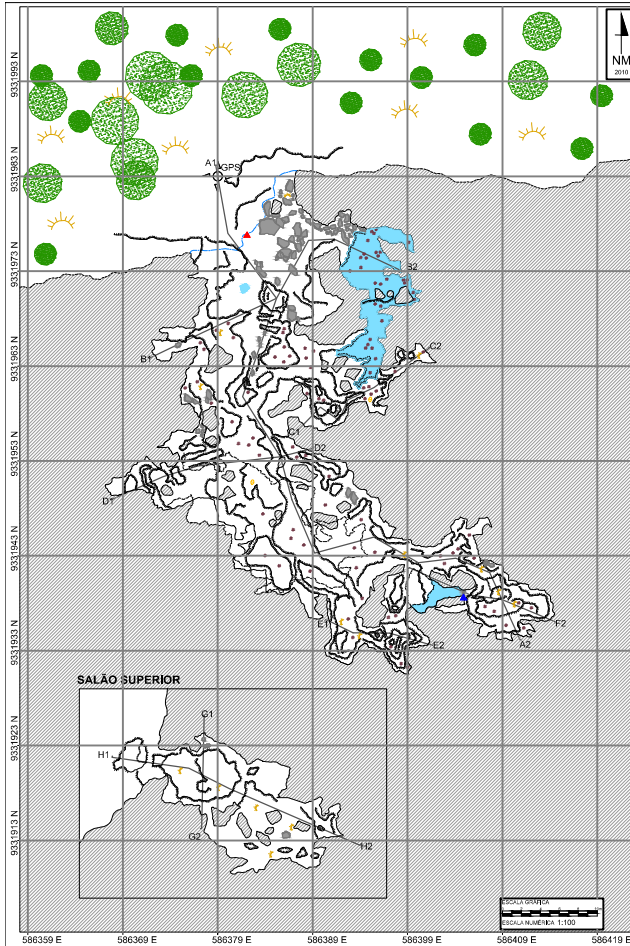 NM
2010
9331993 N
9331983 N
9331973 N
9331963 N
9331953 N
9331943 N
9331933 N
9331923 N
9331913 N
A1
GPS
B2
B1
C2
C1
D2
D1
E1
E2
F2
A2
SALÃO SUPERIOR
G1
H1
G2
H2
ESCALA GRÁFICA
ESCALA NUMÉRICA 1:100
586359 E
586369 E
586379 E
586389 E
586399 E
586409 E
586419 E